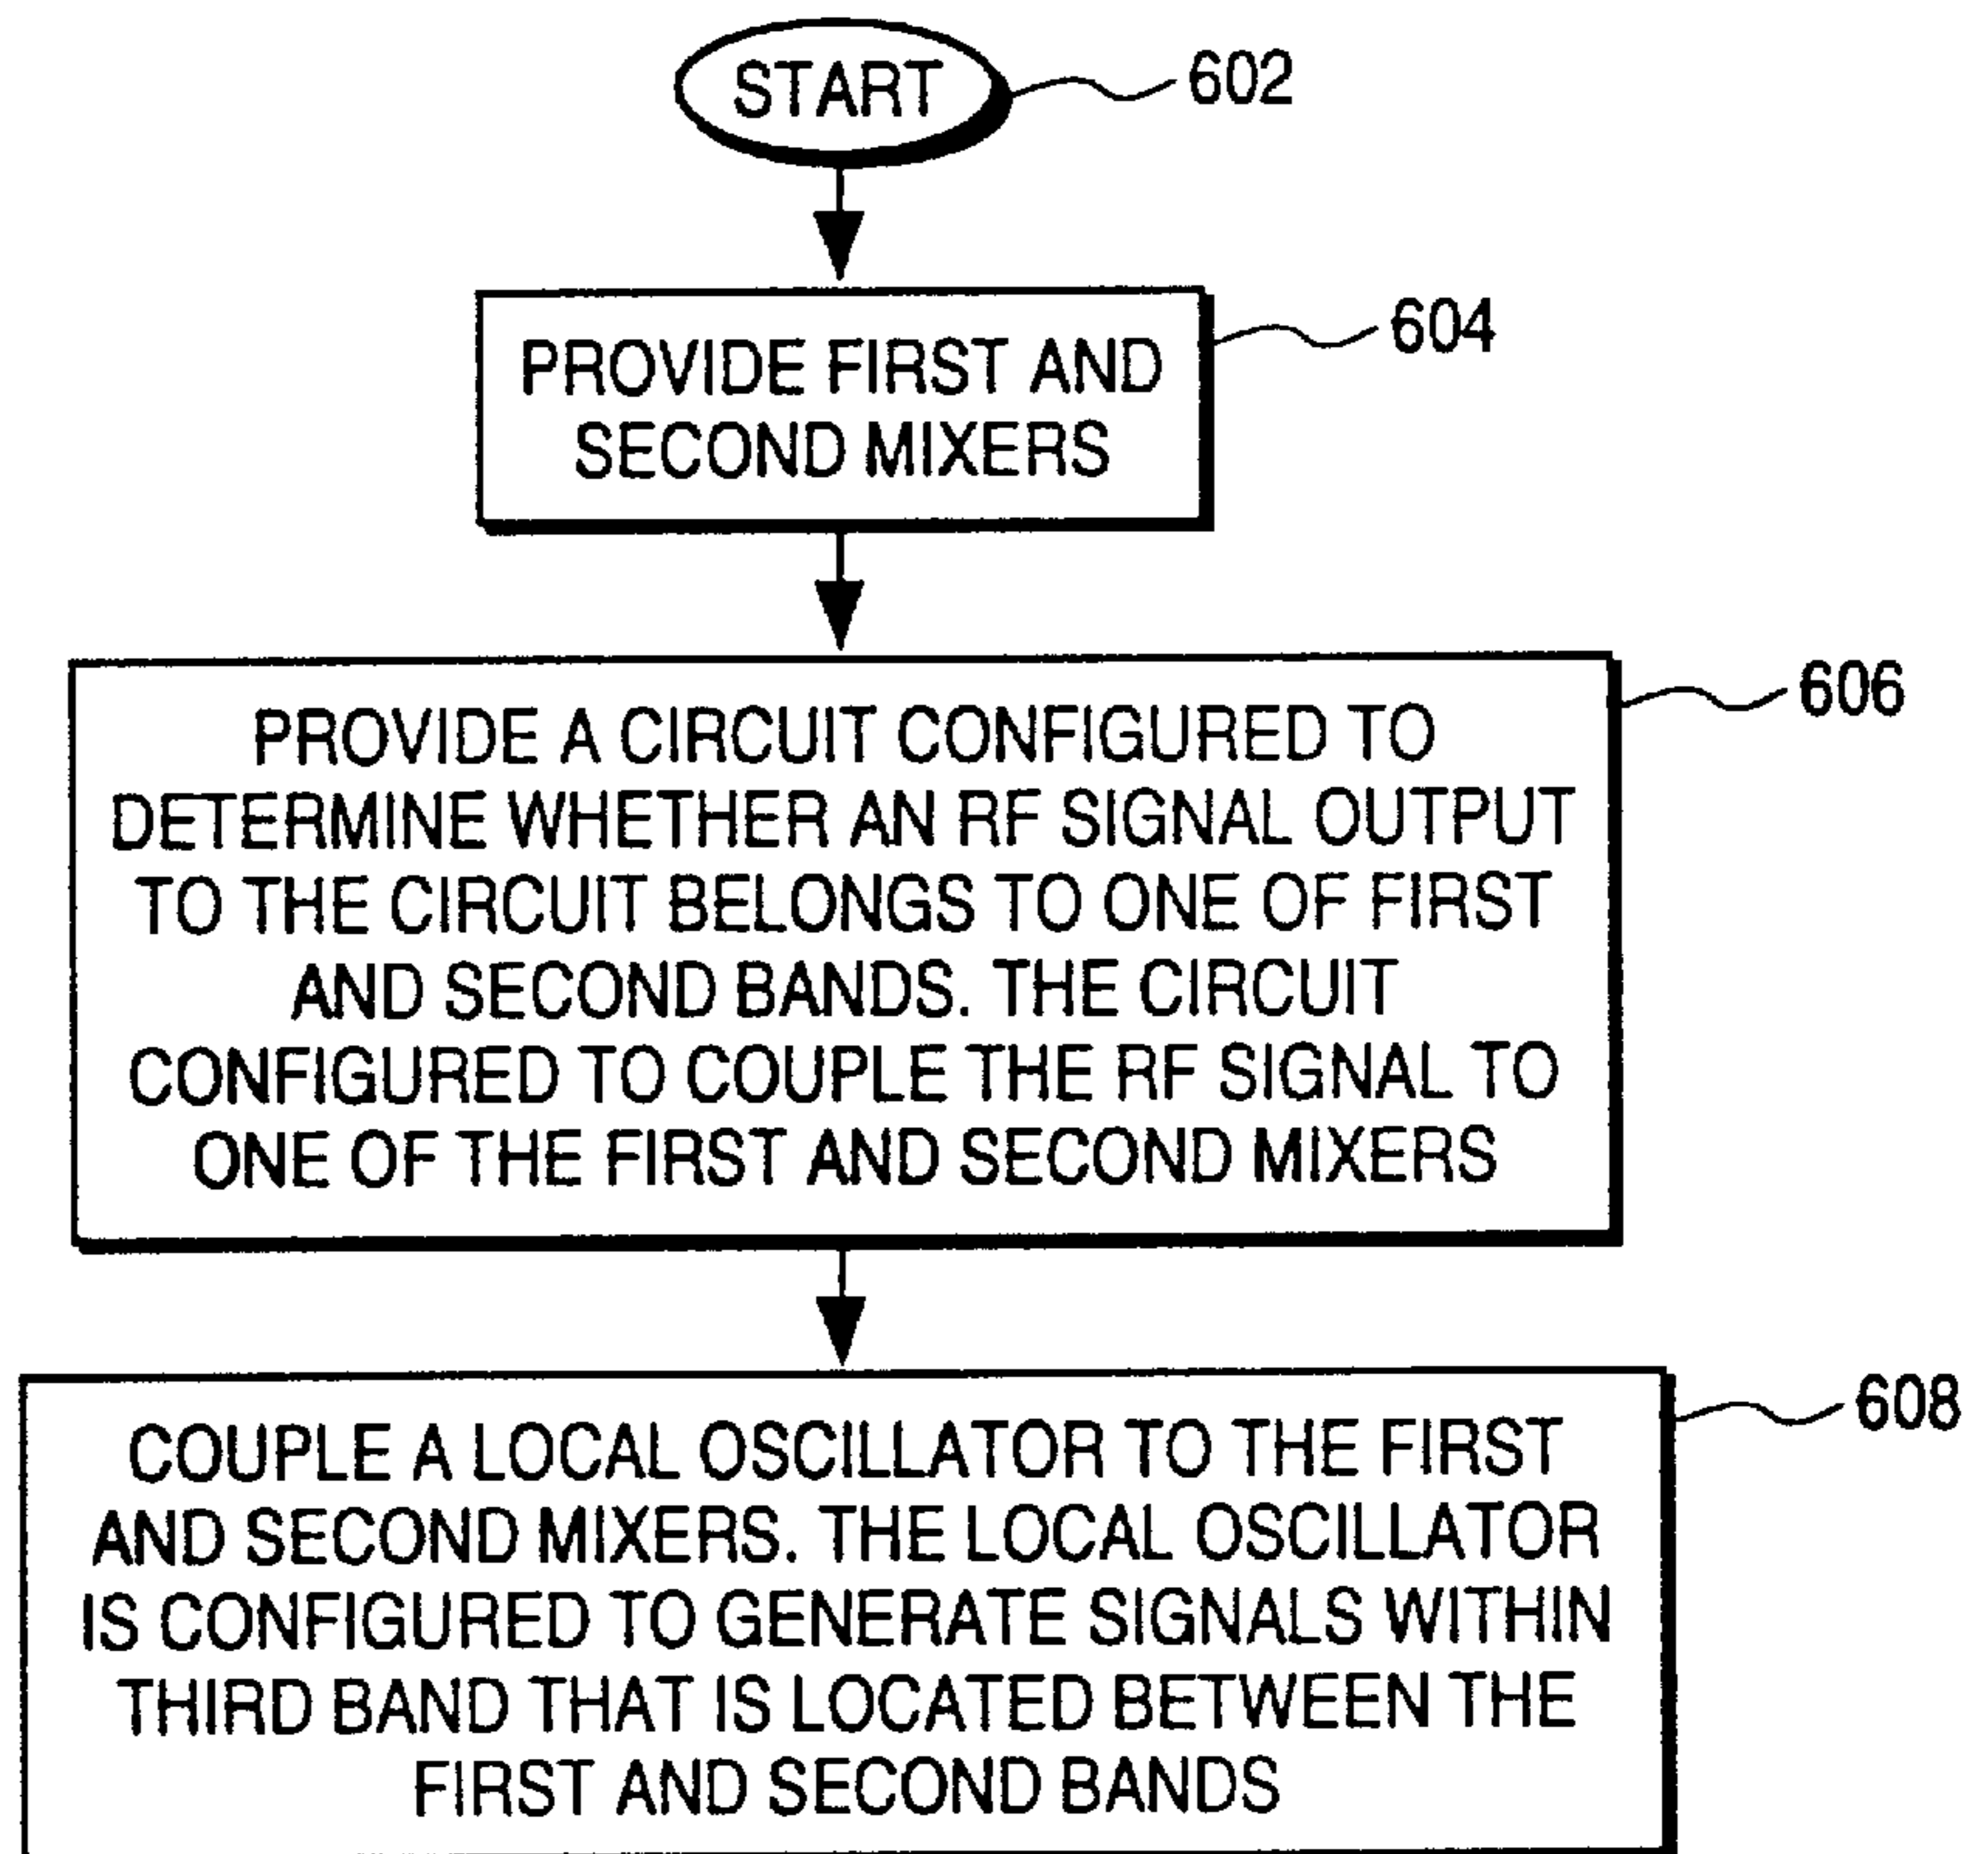 START
602
PROVIDE FIRST AND
SECOND MIXERS
604
PROVIDE A CIRCUIT CONFIGURED TO
DETERMINE WHETHER AN RF SIGNAL OUTPUT
TO THE CIRCUIT BELONGS TO ONE OF FIRST
AND SECOND BANDS. THE CIRCUIT
CONFIGURED TO COUPLE THE RF SIGNAL TO
ONE OF THE FIRST AND SECOND MIXERS
606
COUPLE A LOCAL OSCILLATOR TO THE FIRST
AND SECOND MIXERS. THE LOCAL OSCILLATOR
IS CONFIGURED TO GENERATE SIGNALS WITHIN
THIRD BAND THAT IS LOCATED BETWEEN THE
FIRST AND SECOND BANDS
608